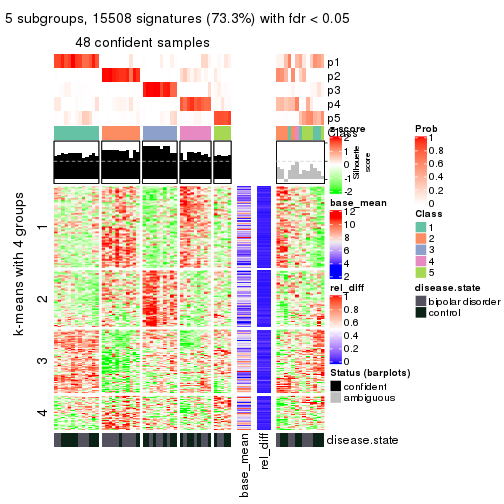 5 subgroups, 15508 signatures (73.3%) with fdr < 0.05
48 confident samples
p1
p2
p3
p4
p5
Class
Silhouette score
k-means with 4 groups
1
2
3
4
base_mean
rel_diff
disease.state
z-score
2
1
0
-1
-2
base_mean
12
10
8
6
4
2
rel_diff
1
0.8
0.6
0.4
0.2
0
Status (barplots)
confident
ambiguous
Prob
1
0.8
0.6
0.4
0.2
0
Class
1
2
3
4
5
disease.state
bipolar disorder
control